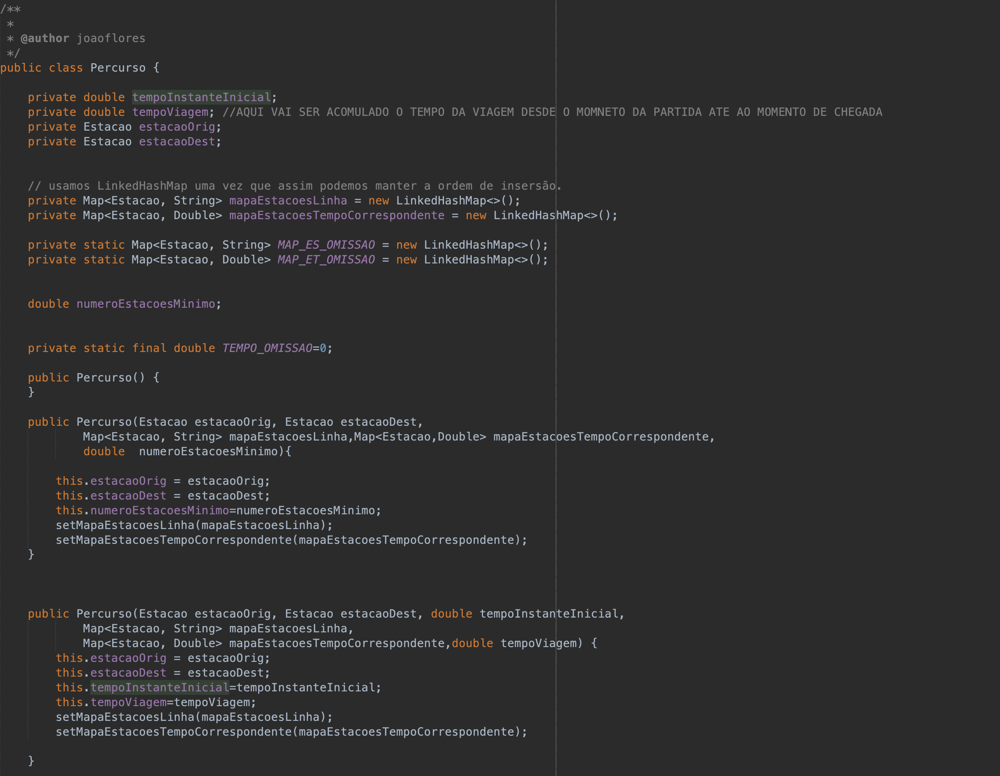 /**
 *
 * @author joaoflores
 */
public class Percurso {
    private double tempoInstanteInicial;
    private double tempoViagem; //AQUI VAI SER ACOMULADO O TEMPO DA VIAGEM DESDE O MOMNETO DA PARTIDA ATE AO MOMENTO DE CHEGADA
    private Estacao estacaoOrig;
    private Estacao estacaoDest;
    // usamos LinkedHashMap uma vez que assim podemos manter a ordem de insersão.
    private Map<Estacao, String> mapaEstacoesLinha = new LinkedHashMap<>();
    private Map<Estacao, Double> mapaEstacoesTempoCorrespondente = new LinkedHashMap<>();
    private static Map<Estacao, String> MAP_ES_OMISSAO = new LinkedHashMap<>();
    private static Map<Estacao, Double> MAP_ET_OMISSAO = new LinkedHashMap<>();
    double numeroEstacoesMinimo;
    private static final double TEMPO_OMISSAO=0;
    public Percurso() {
    }
    public Percurso(Estacao estacaoOrig, Estacao estacaoDest,
            Map<Estacao, String> mapaEstacoesLinha,Map<Estacao,Double> mapaEstacoesTempoCorrespondente,
            double  numeroEstacoesMinimo){
        this.estacaoOrig = estacaoOrig;
        this.estacaoDest = estacaoDest;
        this.numeroEstacoesMinimo=numeroEstacoesMinimo;
        setMapaEstacoesLinha(mapaEstacoesLinha);
        setMapaEstacoesTempoCorrespondente(mapaEstacoesTempoCorrespondente);
    }
    public Percurso(Estacao estacaoOrig, Estacao estacaoDest, double tempoInstanteInicial,
            Map<Estacao, String> mapaEstacoesLinha,
            Map<Estacao, Double> mapaEstacoesTempoCorrespondente,double tempoViagem) {
        this.estacaoOrig = estacaoOrig;
        this.estacaoDest = estacaoDest;
        this.tempoInstanteInicial=tempoInstanteInicial;
        this.tempoViagem=tempoViagem;
        setMapaEstacoesLinha(mapaEstacoesLinha);
        setMapaEstacoesTempoCorrespondente(mapaEstacoesTempoCorrespondente);
    }